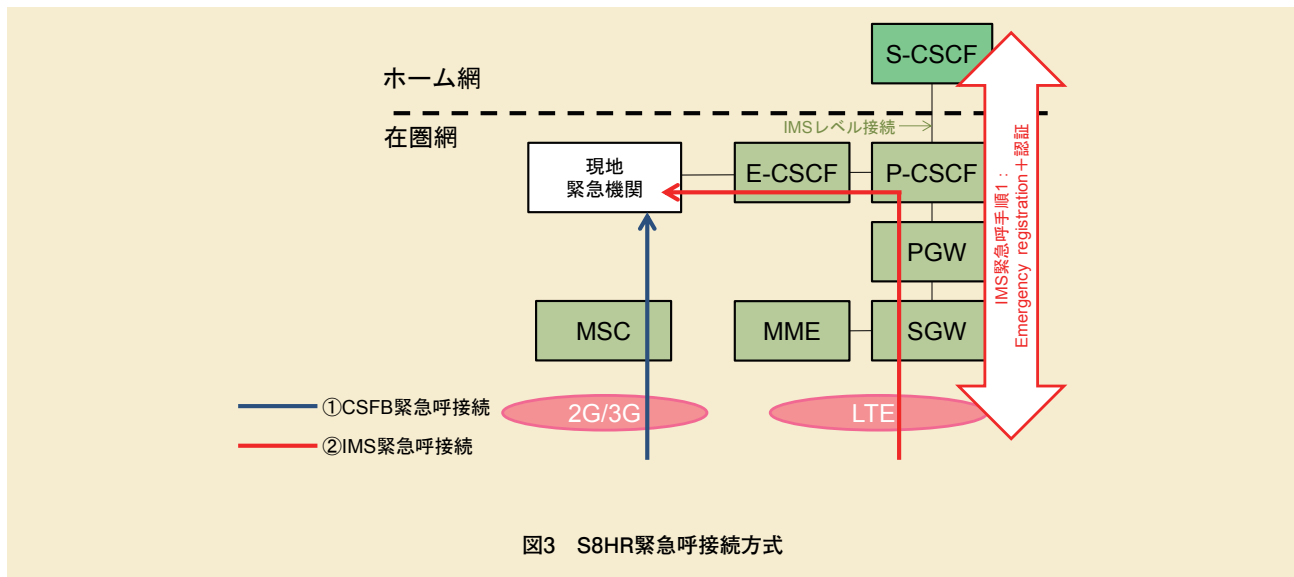 S-CSCF
ホーム網
IMSレベル接続
在圏網
現地
緊急機関
E-CSCF
P-CSCF
IMS緊急呼手順1：
Emergency registration＋認証
PGW
MSC
MME
SGW
①CSFB緊急呼接続
2G/3G
LTE
②IMS緊急呼接続
図3　S8HR緊急呼接続方式